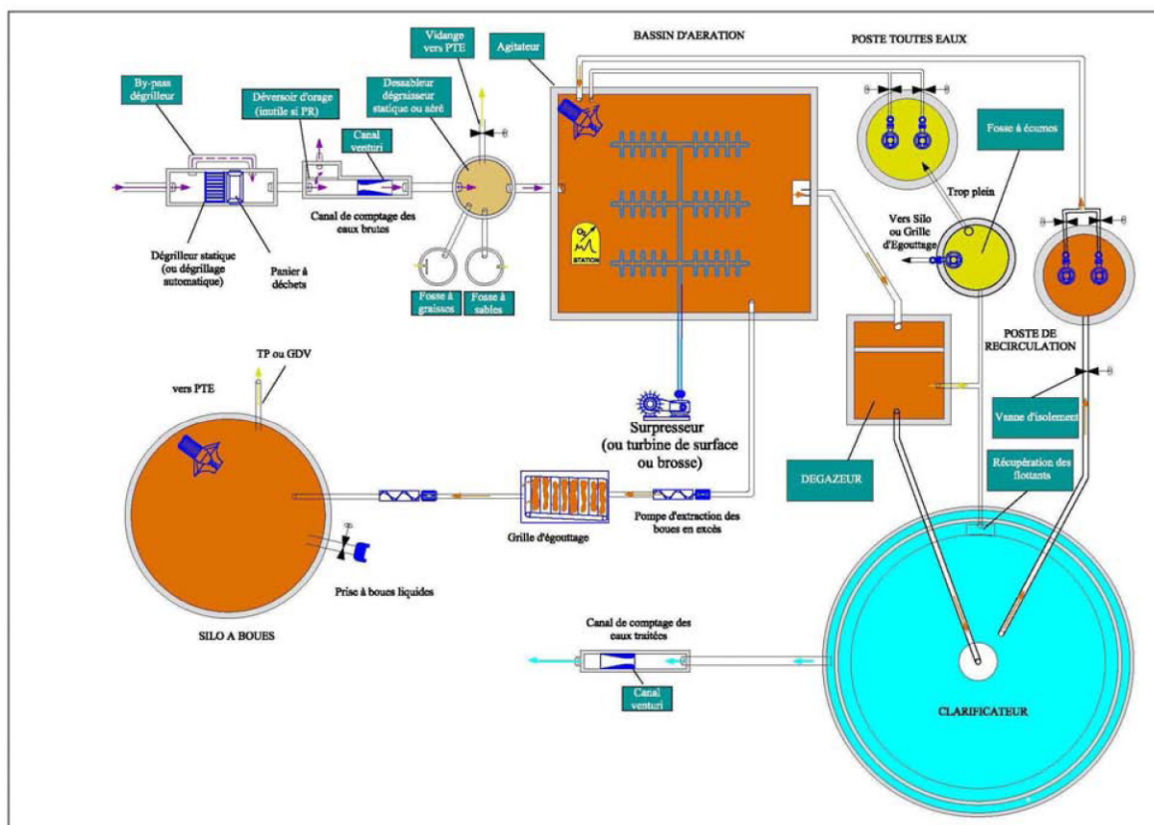 BASSIN D'AERATION
POSTE TOUTES EAUX
Vidange
vers PTE
Agitateur
By-pass
dégrilleur
Déversoir d'orage
(inutile si PR)
Dessableur
dégraisseur
statique ou aéré
Canal
venturi
Fosse à écumes
Trop plein
Canal de comptage des
eaux brutes
Vers Silo
ou Grille
d'Egouttage
Dégrilleur statique
(ou dégrillage
automatique)
Panier à
déchets
O2
STATION
Fosse à
graisses
Fosse à
sables
POSTE DE
RECIRCULATION
TP ou GDV
vers PTE
Surpresseur
(ou turbine de surface
ou brosse)
Vanne d'isolement
DEGAZEUR
Récupération des
flottants
Grille d'égouttage
Pompe d'extraction des
boues en excès
Prise à boues liquides
SILO A BOUES
Canal de comptage des
eaux traitées
Canal
venturi
CLARIFICATEUR